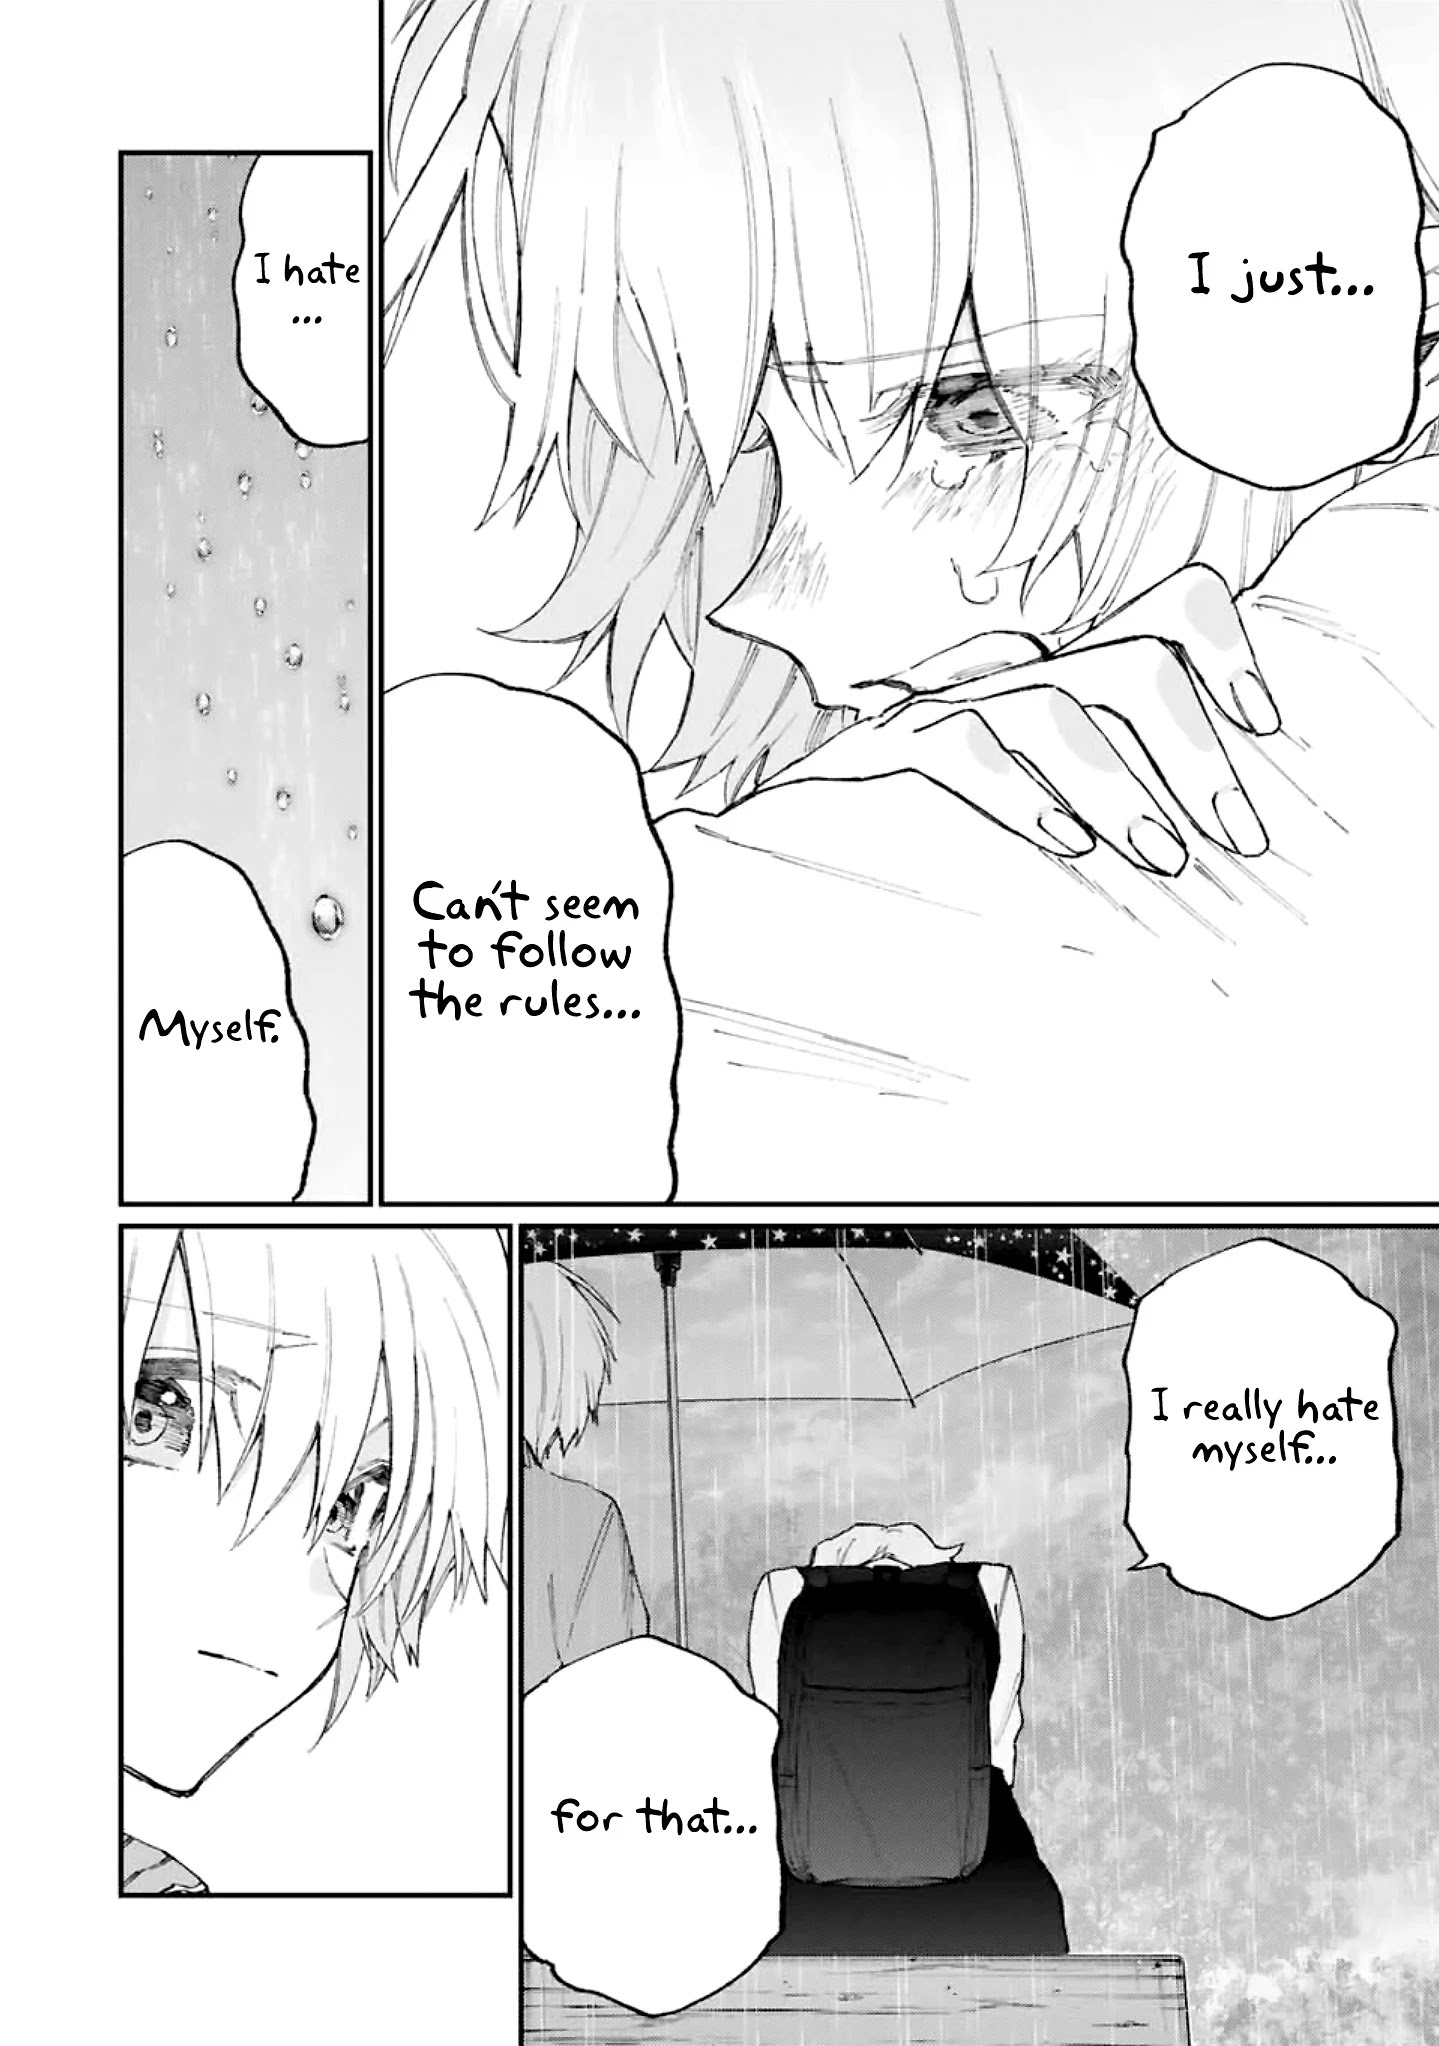 I just...
Can't seem
to follow
the rules...
I hate
...
Myself.
I really hate
myself...
for that...